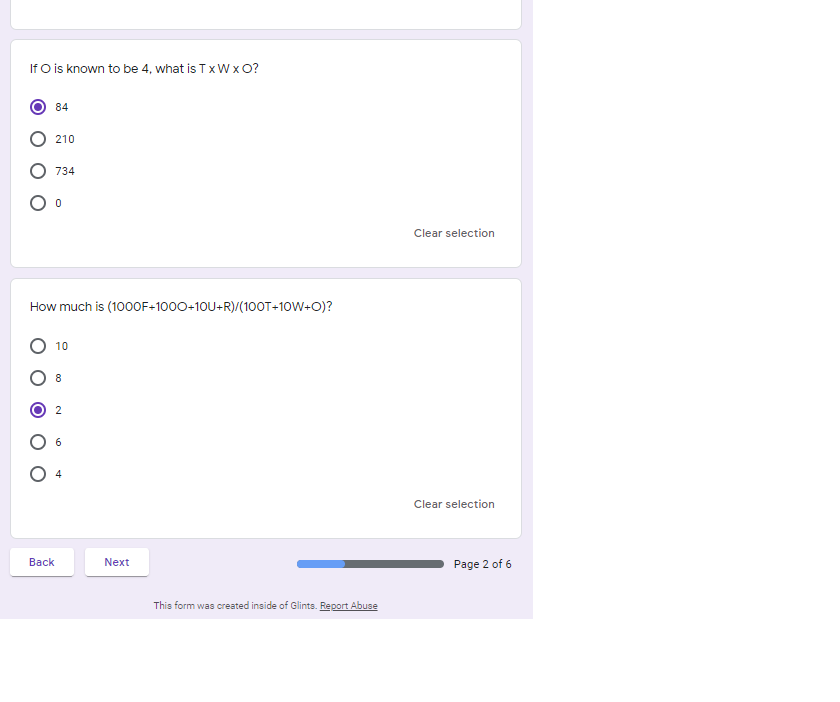 If O is known to be 4, what is T x W x O?
84
210
734
0
Clear selection
How much is (1000F+100O+10U+R)/(100T+10W+O)?
10
8
2
6
4
Clear selection
Back Next Page 2 of 6
This form was created inside of Glints. Report Abuse